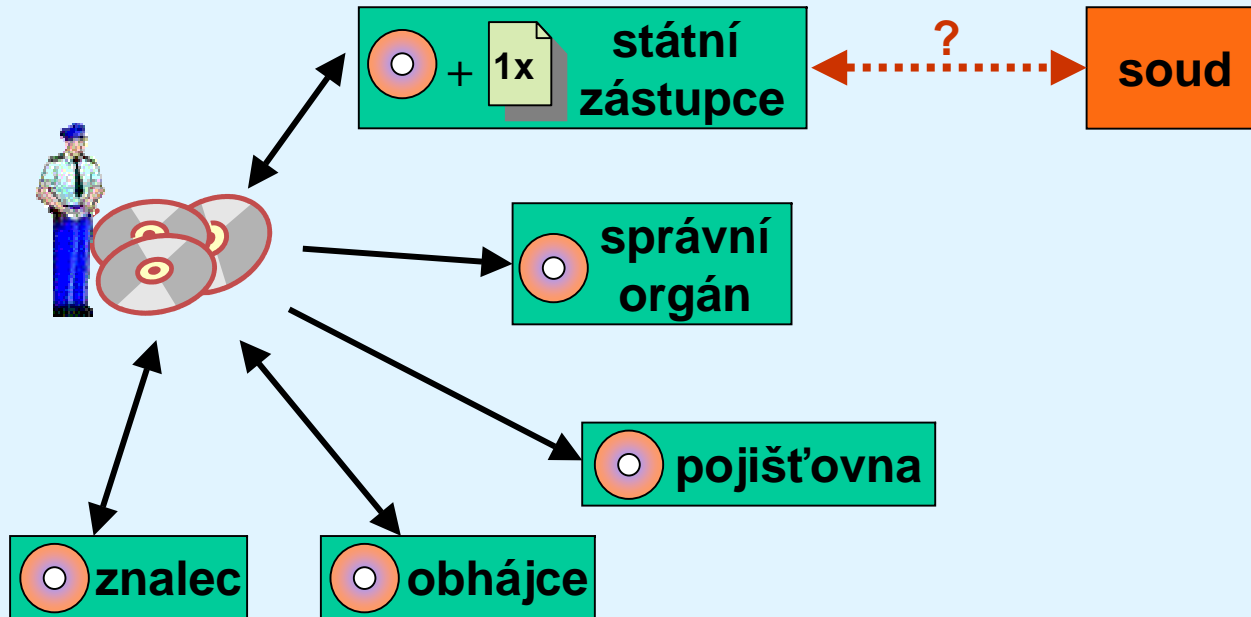 + 1x státní
zástupce
?
soud
správní
orgán
pojišťovna
znalec
obhájce